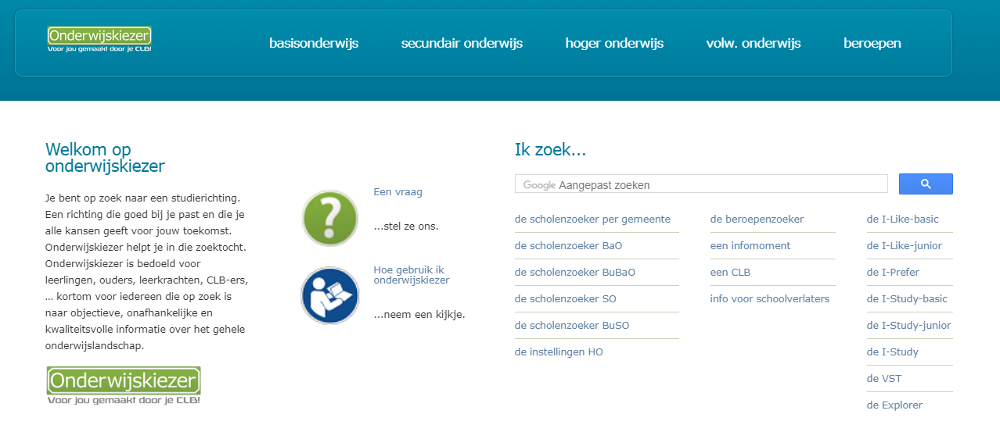 Onderwijskiezer
Voor jou gemaakt door je CLB!
basisonderwijs
secundair onderwijs
hoger onderwijs
volw. onderwijs
beroepen
Welkom op
onderwijskiezer
Je bent op zoek naar een studierichting.
Een richting die goed bij je past en die je
alle kansen geeft voor jouw toekomst.
Onderwijskiezer helpt je in die zoektocht.
Onderwijskiezer is bedoeld voor
leerlingen, ouders, leerkrachten, CLB-ers,
... kortom voor iedereen die op zoek is
naar objectieve, onafhankelijke en
kwaliteitsvolle informatie over het gehele
onderwijslandschap.
Onderwijskiezer
Voor jou gemaakt door je CLB!
?
Een vraag
...stel ze ons.
Hoe gebruik ik
onderwijskiezer
...neem een kijkje.
Ik zoek...
Google Aangepast zoeken
de scholenzoeker per gemeente
de scholenzoeker BaO
de scholenzoeker BuBaO
de scholenzoeker SO
de scholenzoeker BuSO
de instellingen HO
de beroepenzoeker
een infomoment
een CLB
info voor schoolverlaters
de I-Like-basic
de I-Like-junior
de I-Prefer
de I-Study-basic
de I-Study-junior
de I-Study
de VST
de Explorer